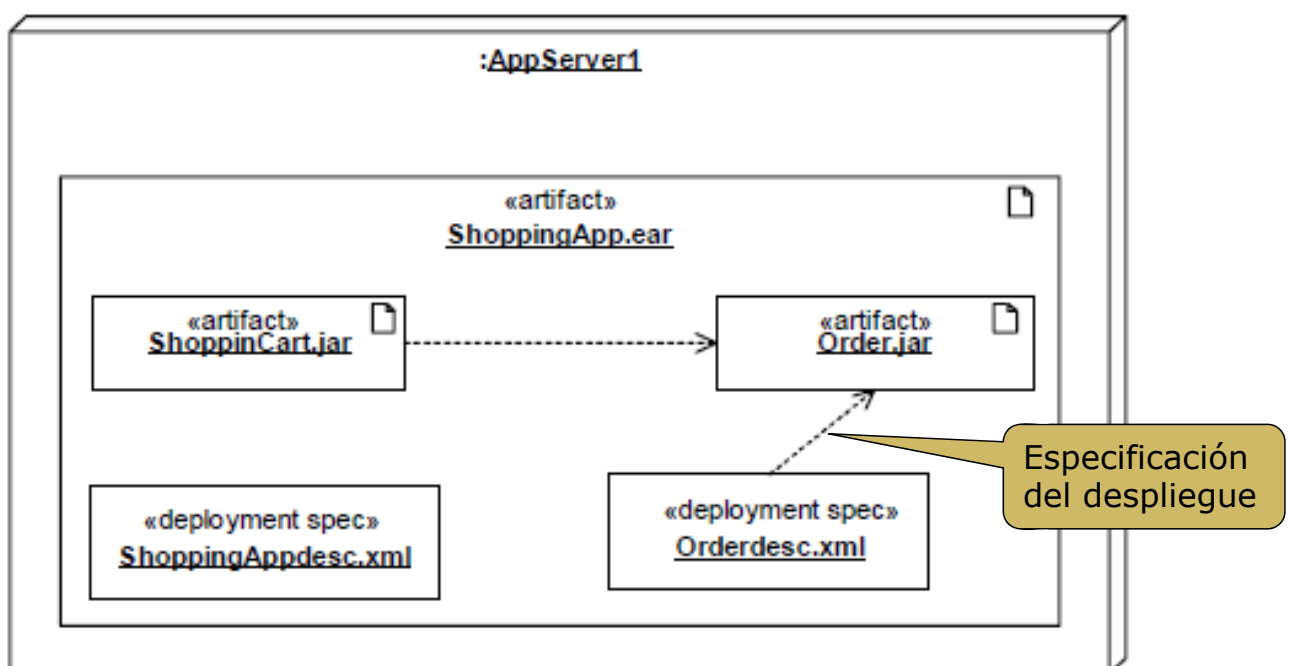 :AppServer1
«artifact»
ShoppingApp.ear
«artifact»
ShoppinCart.jar
«artifact»
Order.jar
Especificación
del despliegue
«deployment spec»
ShoppingAppdesc.xml
«deployment spec»
Orderdesc.xml